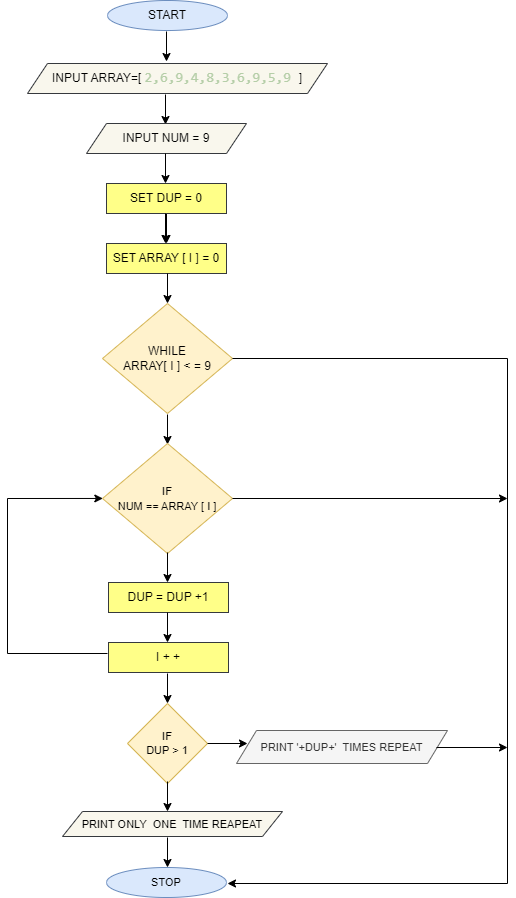 START
INPUT ARRAY=[ 2,6,9,4,8,3,6,9,5,9 ]
INPUT NUM = 9
SET DUP = 0
SET ARRAY [ I ] = 0
WHILE
ARRAY[ I ] < = 9
IF
NUM == ARRAY [ I ]
DUP = DUP +1
I + +
IF
DUP > 1
PRINT '+DUP+' TIMES REPEAT
PRINT ONLY ONE TIME REAPEAT
STOP